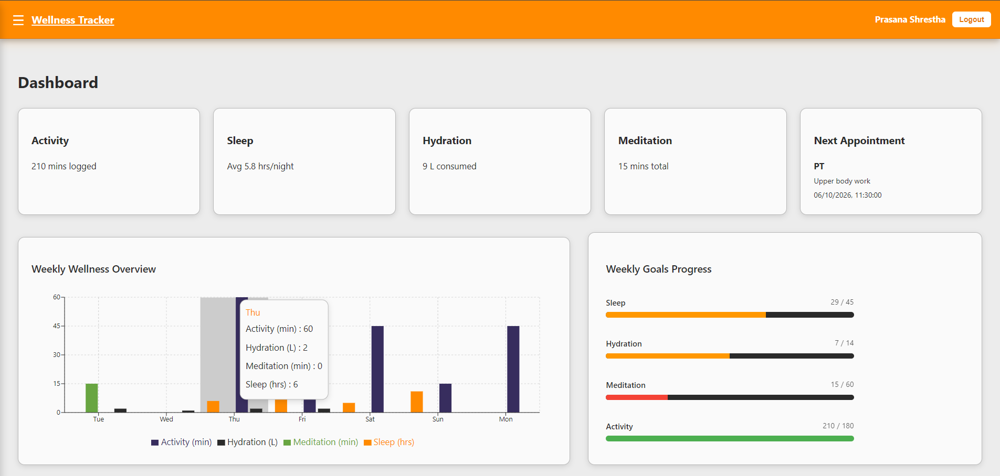 ☰ Wellness Tracker
Prasana Shrestha Logout
Dashboard
Activity
210 mins logged
Sleep
Avg 5.8 hrs/night
Hydration
9 L consumed
Meditation
15 mins total
Next Appointment
PT
Upper body work
06/10/2026, 11:30:00
Weekly Wellness Overview
60
45
30
15
0
Tue Wed Thu Fri Sat Sun Mon
Thu
Activity (min) : 60
Hydration (L) : 2
Meditation (min) : 0
Sleep (hrs) : 6
Activity (min) Hydration (L) Meditation (min) Sleep (hrs)
Weekly Goals Progress
Sleep 29 / 45
Hydration 7 / 14
Meditation 15 / 60
Activity 210 / 180